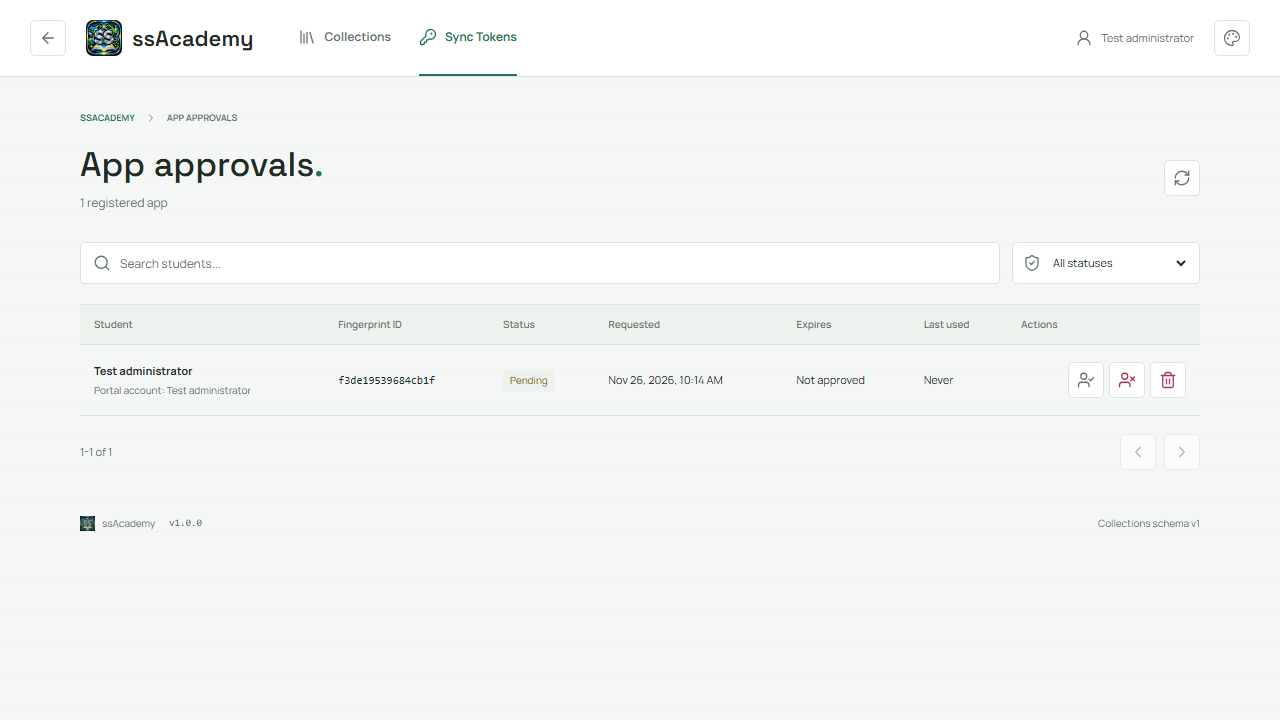 ssAcademy
Collections
Sync Tokens
Test administrator
SSACADEMY
APP APPROVALS
App approvals.
1 registered app
Search students...
All statuses
Student Fingerprint ID Status Requested Expires Last used Actions
Test administrator
Portal account: Test administrator
f3de19539684cb1f
Pending
Nov 26, 2026, 10:14 AM
Not approved
Never
1-1 of 1
ssAcademy v1.0.0
Collections schema v1